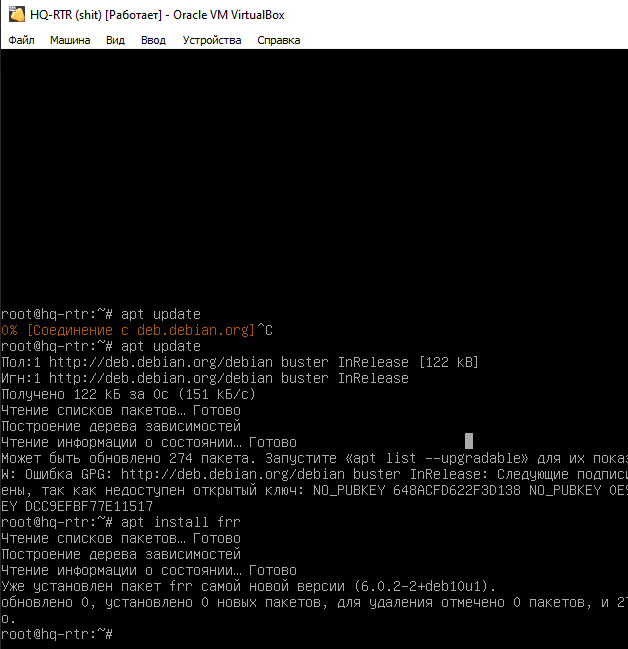 HQ-RTR (shit) [Работает] - Oracle VM VirtualBox
Файл Машина Вид Ввод Устройства Справка
root@hq-rtr:~# apt update
0% [Соединение с deb.debian.org]^C
root@hq-rtr:~# apt update
Пол:1 http://deb.debian.org/debian buster InRelease [122 kB]
Игн:1 http://deb.debian.org/debian buster InRelease
Получено 122 kБ за 0с (151 kБ/с)
Чтение списков пакетов… Готово
Построение дерева зависимостей
Чтение информации о состоянии… Готово
Может быть обновлено 274 пакета. Запустите «apt list --upgradable» для их показ
W: Ошибка GPG: http://deb.debian.org/debian buster InRelease: Следующие подписи
ены, так как недоступен открытый ключ: NO_PUBKEY 648ACFD622F3D138 NO_PUBKEY 0E9
EY DCC9EFBF77E11517
root@hq-rtr:~# apt install frr
Чтение списков пакетов… Готово
Построение дерева зависимостей
Чтение информации о состоянии… Готово
Уже установлен пакет frr самой новой версии (6.0.2-2+deb10u1).
обновлено 0, установлено 0 новых пакетов, для удаления отмечено 0 пакетов, и 27
о.
root@hq-rtr:~#